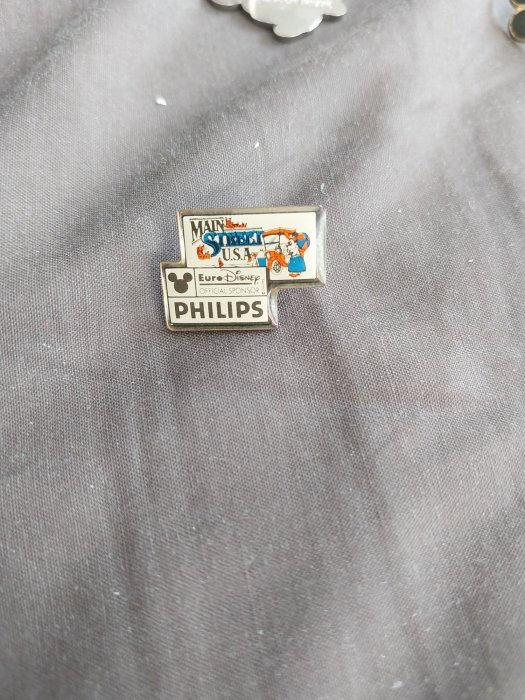 MAIN
STREET
U.S.A.
Euro Disney
OFFICIAL SPONSOR
PHILIPS